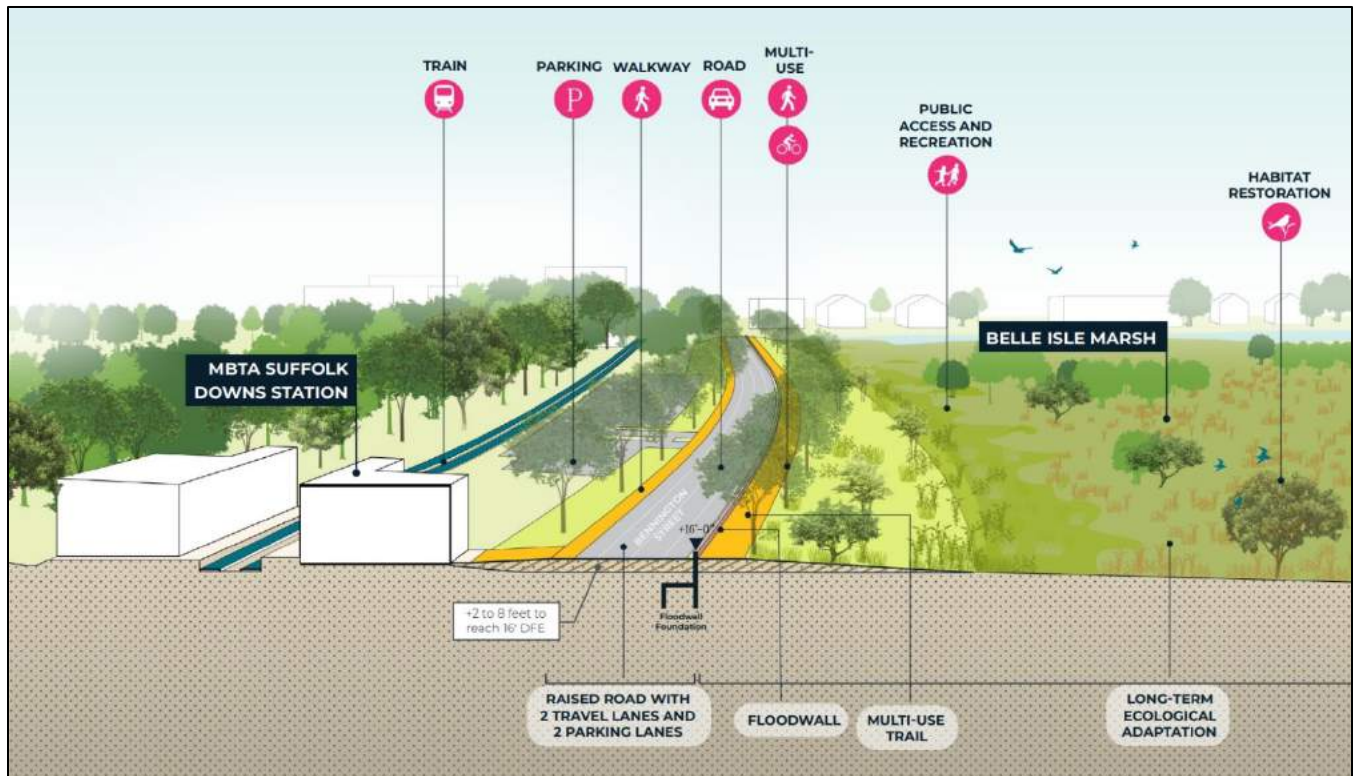 TRAIN
PARKING
WALKWAY
ROAD
MULTI-
USE
PUBLIC
ACCESS AND
RECREATION
HABITAT
RESTORATION
P
MBTA SUFFOLK
DOWNS STATION
BELLE ISLE MARSH
BENNINGTON
STREET
+16'-0"
+2 to 8 feet to
reach 16' DFE
Floodwall
Foundation
RAISED ROAD WITH
2 TRAVEL LANES AND
2 PARKING LANES
FLOODWALL
MULTI-USE
TRAIL
LONG-TERM
ECOLOGICAL
ADAPTATION